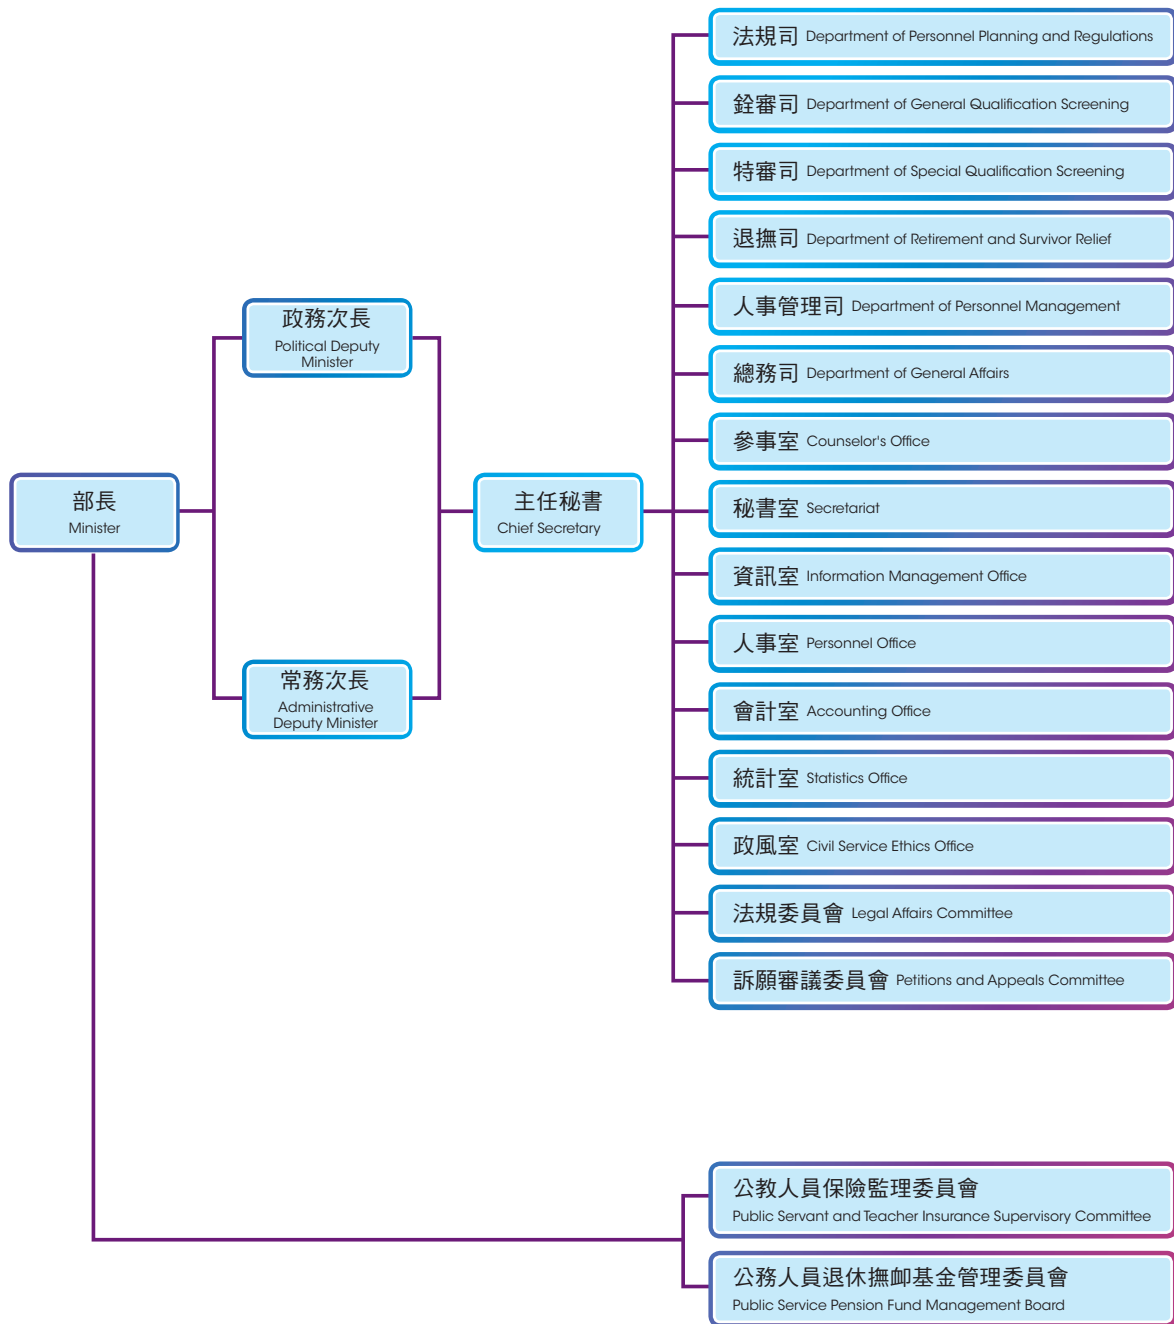 部長
Minister
政務次長
Political Deputy
Minister
常務次長
Administrative
Deputy Minister
主任秘書
Chief Secretary
法規司 Department of Personnel Planning and Regulations
銓審司 Department of General Qualification Screening
特審司 Department of Special Qualification Screening
退撫司 Department of Retirement and Survivor Relief
人事管理司 Department of Personnel Management
總務司 Department of General Affairs
參事室 Counselor's Office
秘書室 Secretariat
資訊室 Information Management Office
人事室 Personnel Office
會計室 Accounting Office
統計室 Statistics Office
政風室 Civil Service Ethics Office
法規委員會 Legal Affairs Committee
訴願審議委員會 Petitions and Appeals Committee
公教人員保險監理委員會
Public Servant and Teacher Insurance Supervisory Committee
公務人員退休撫卹基金管理委員會
Public Service Pension Fund Management Board